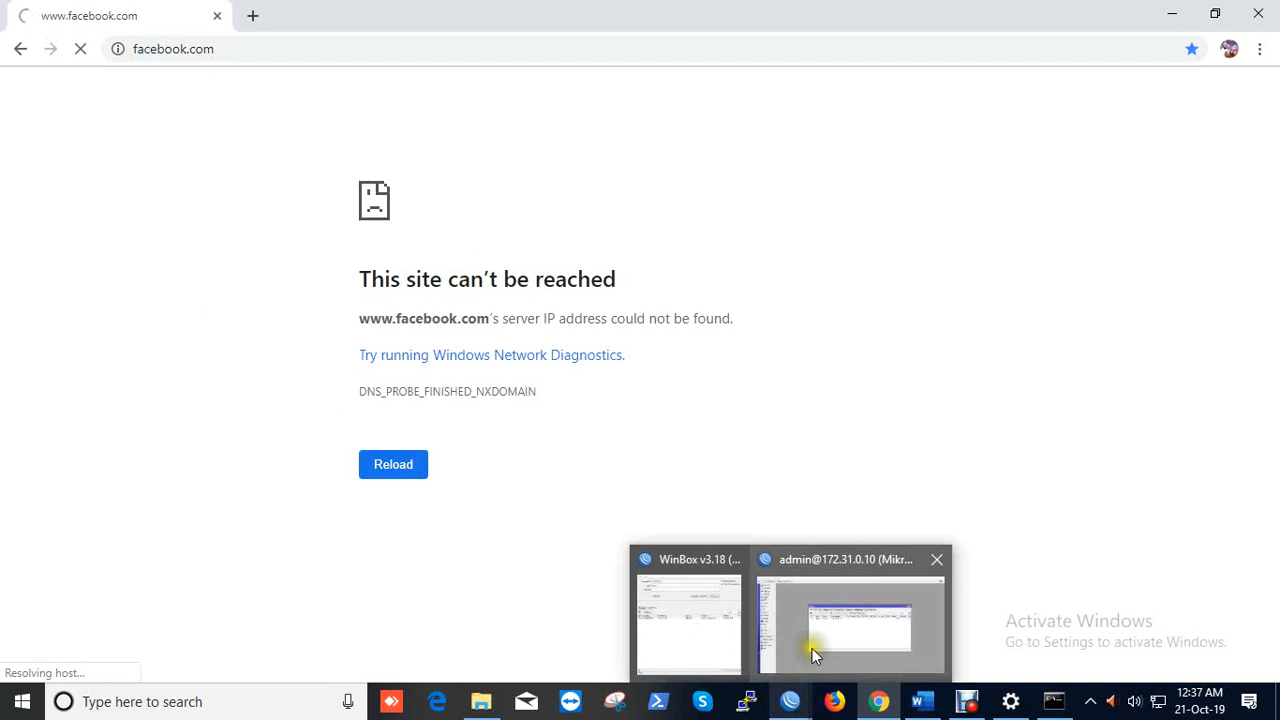 www.facebook.com
facebook.com
This site can't be reached
www.facebook.com's server IP address could not be found.
Try running Windows Network Diagnostics.
DNS_PROBE_FINISHED_NXDOMAIN
Reload
WinBox v3.18 (...
admin@172.31.0.10 (Mikr...
Activate Windows
Go to Settings to activate Windows.
Resolving host...
Type here to search
12:37 AM
21-Oct-19